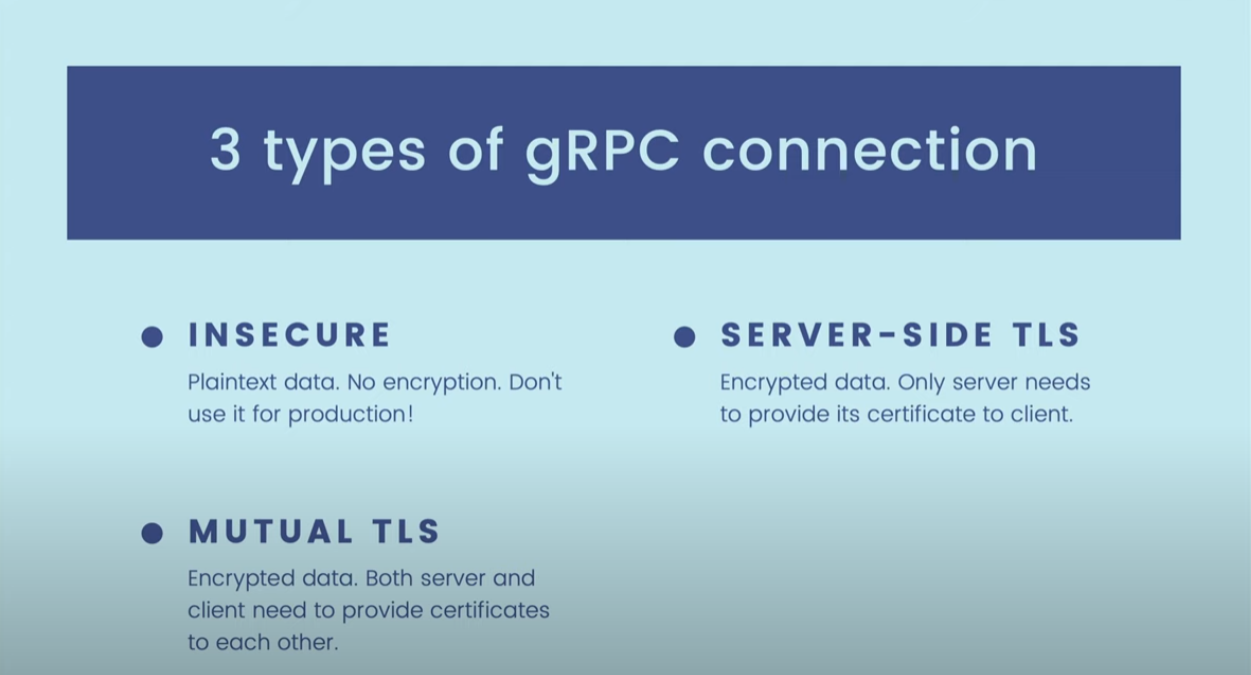 3 types of gRPC connection
INSECURE
Plaintext data. No encryption. Don't
use it for production!
SERVER-SIDE TLS
Encrypted data. Only server needs
to provide its certificate to client.
MUTUAL TLS
Encrypted data. Both server and
client need to provide certificates
to each other.